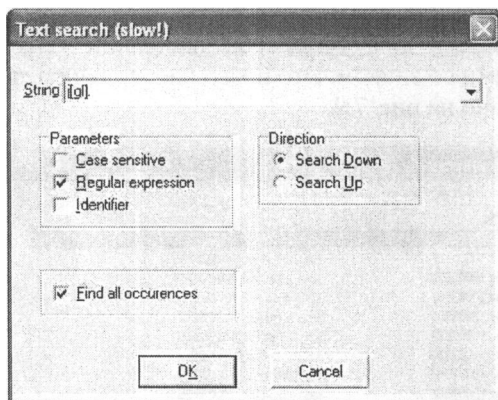 Text search (slow!)
String j[gl].
Parameters
Case sensitive
Regular expression
Identifier
Direction
Search Down
Search Up
Find all occurences
OK
Cancel